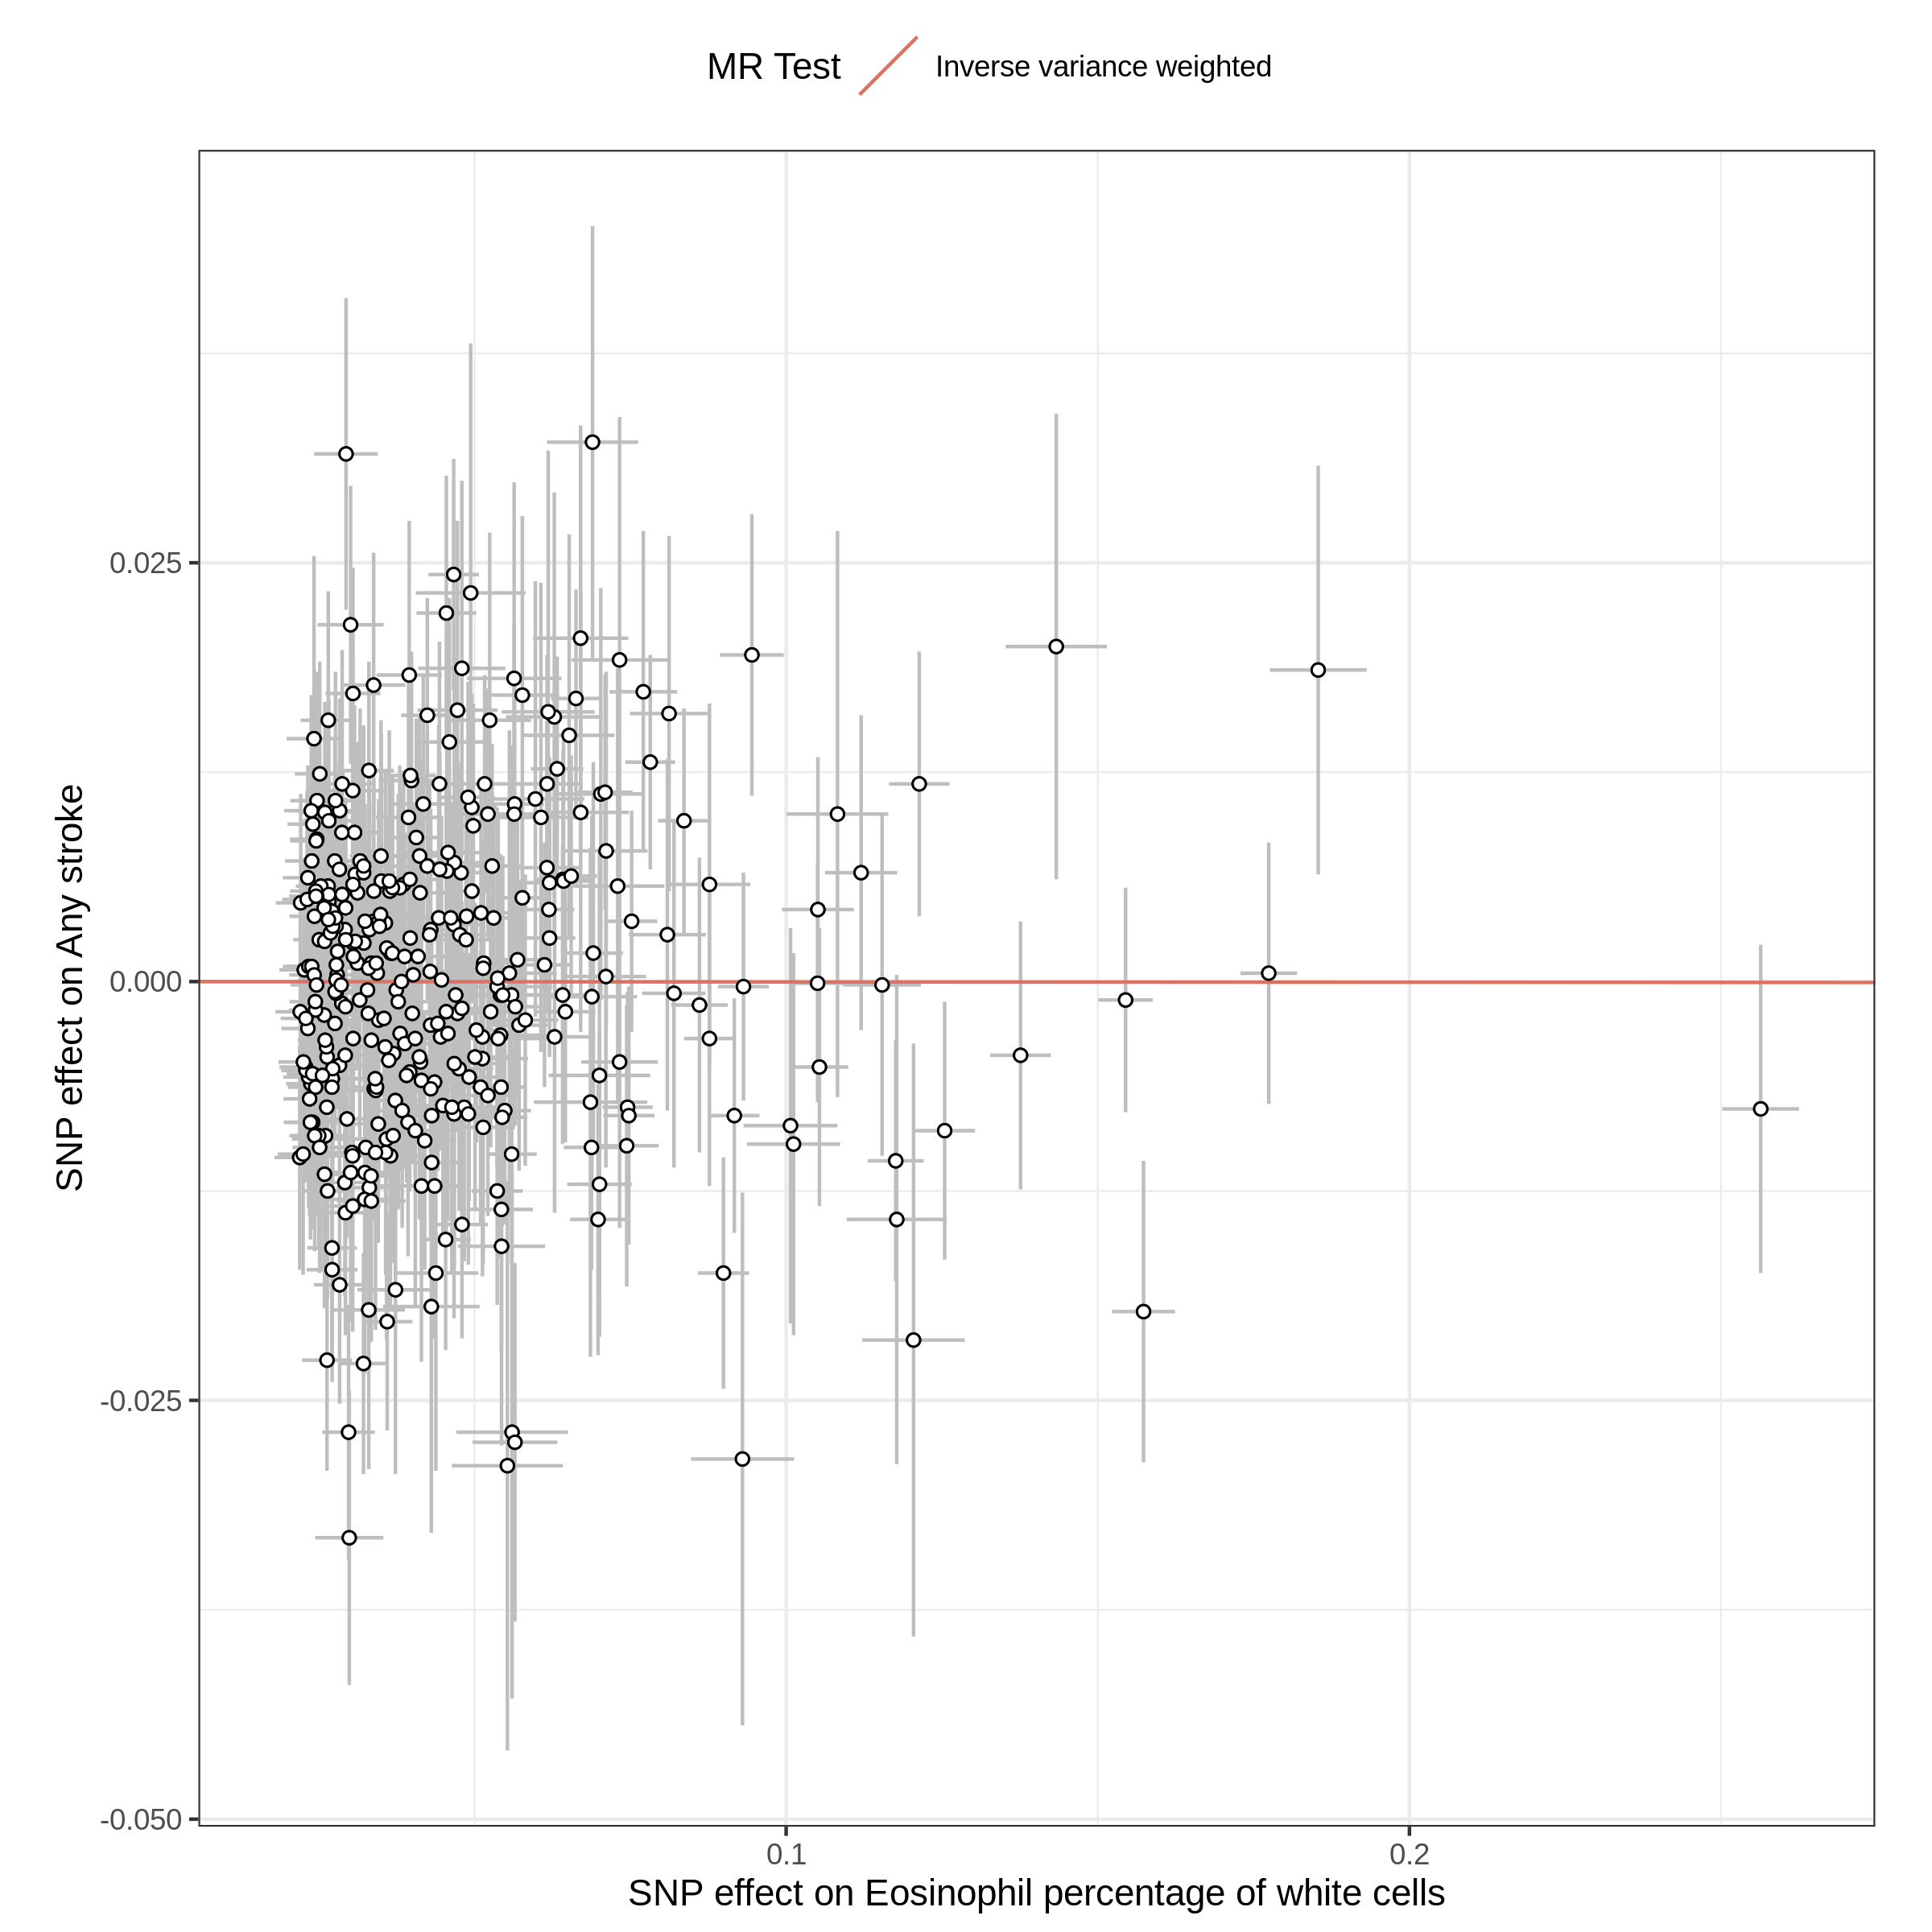 MR Test
Inverse variance weighted
SNP effect on Any stroke
0.025
0.000
-0.025
-0.050
0.1
0.2
SNP effect on Eosinophil percentage of white cells